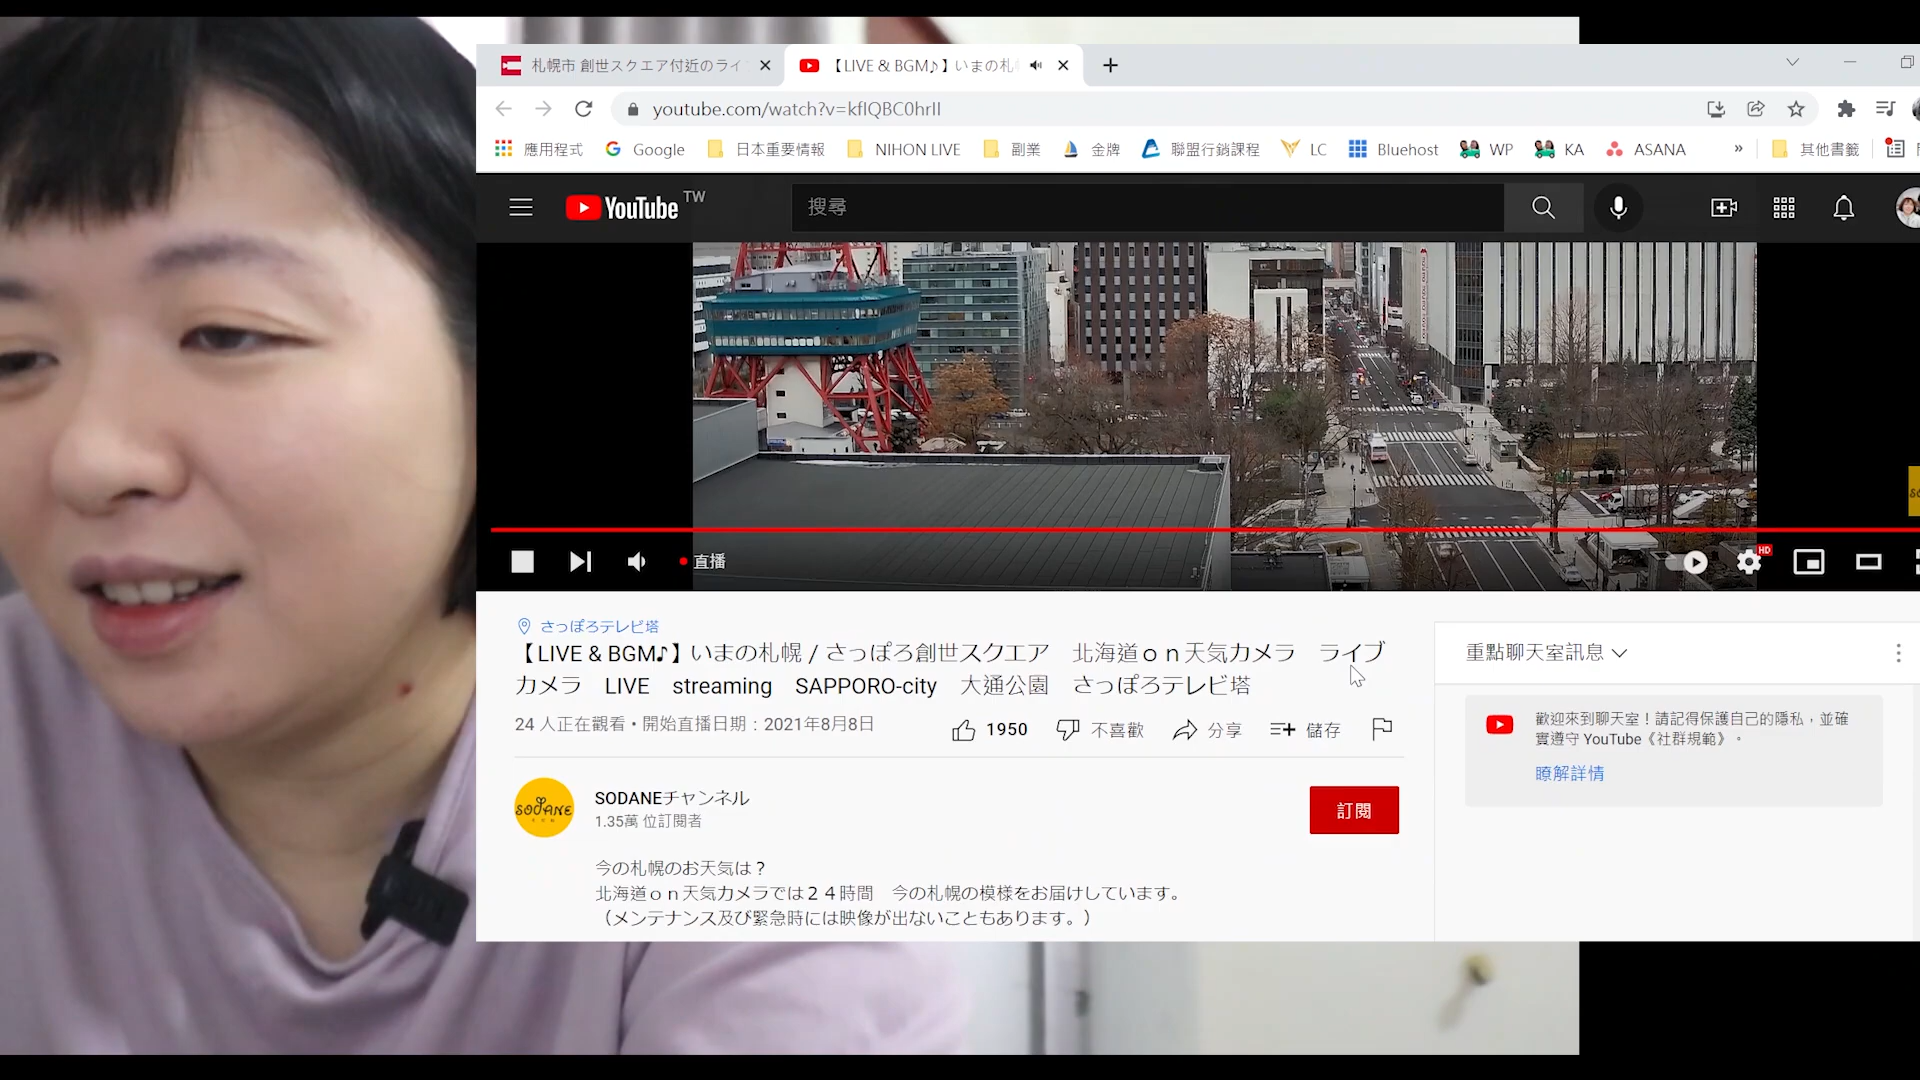 札幌市 創世スクエア付近のライ
【LIVE & BGM♪】いまの札
youtube.com/watch?v=kflQBC0hrII
應用程式 Google 日本重要情報 NIHON LIVE 副業 金牌 聯盟行銷課程 LC Bluehost WP KA ASANA » 其他書籤
YouTube TW
搜尋
直播
HD
さっぽろテレビ塔
【LIVE & BGM♪】いまの札幌 / さっぽろ創世スクエア 北海道ｏｎ天気カメラ ライブ
カメラ LIVE streaming SAPPORO-city 大通公園 さっぽろテレビ塔
24 人正在觀看 • 開始直播日期：2021年8月8日
1950 不喜歡 分享 儲存
SODANE
SODANEチャンネル
1.35萬 位訂閱者
訂閱
今の札幌のお天気は？
北海道ｏｎ天気カメラでは２４時間 今の札幌の模様をお届けしています。
（メンテナンス及び緊急時には映像が出ないこともあります。）
重點聊天室訊息
歡迎來到聊天室！請記得保護自己的隱私，並確
實遵守 YouTube《社群規範》。
瞭解詳情